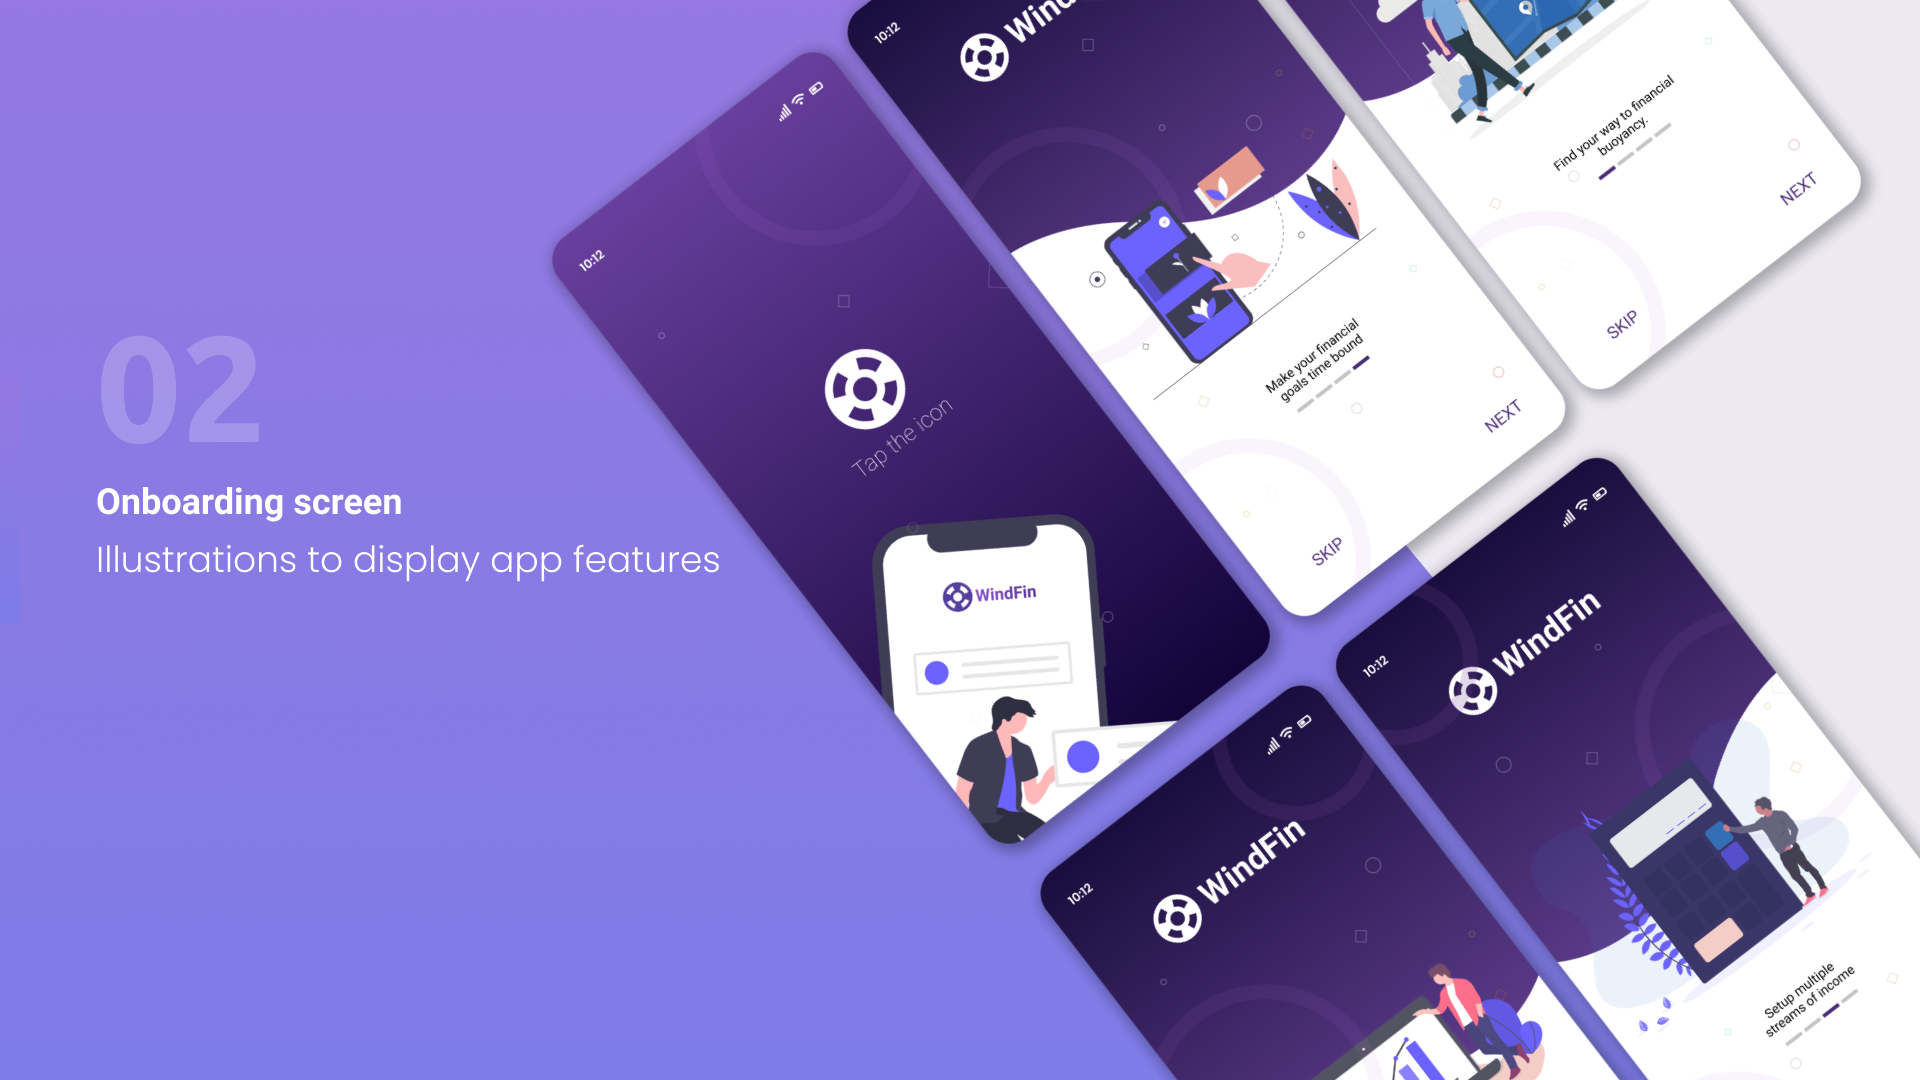 02
Onboarding screen
Illustrations to display app features
10:12
Tap the icon
WindFin
10:12
Make your financial
goals time bound
SKIP
NEXT
Find your way to financial
buoyancy.
SKIP
NEXT
10:12
WindFin
10:12
WindFin
Setup multiple
streams of income